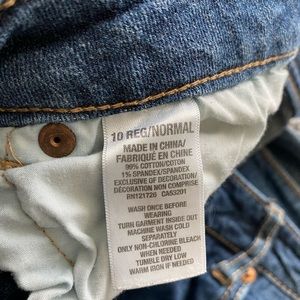 10 REG/NORMAL
MADE IN CHINA/
FABRIQUÉ EN CHINE
99% COTTON/COTON
1% SPANDEX/SPANDEX
EXCLUSIVE OF DECORATION/
DÉCORATION NON COMPRISE
RN121726 CA53201
WASH ONCE BEFORE
WEARING
TURN GARMENT INSIDE OUT
MACHINE WASH COLD
SEPARATELY
ONLY NON-CHLORINE BLEACH
WHEN NEEDED
TUMBLE DRY LOW
WARM IRON IF NEEDED